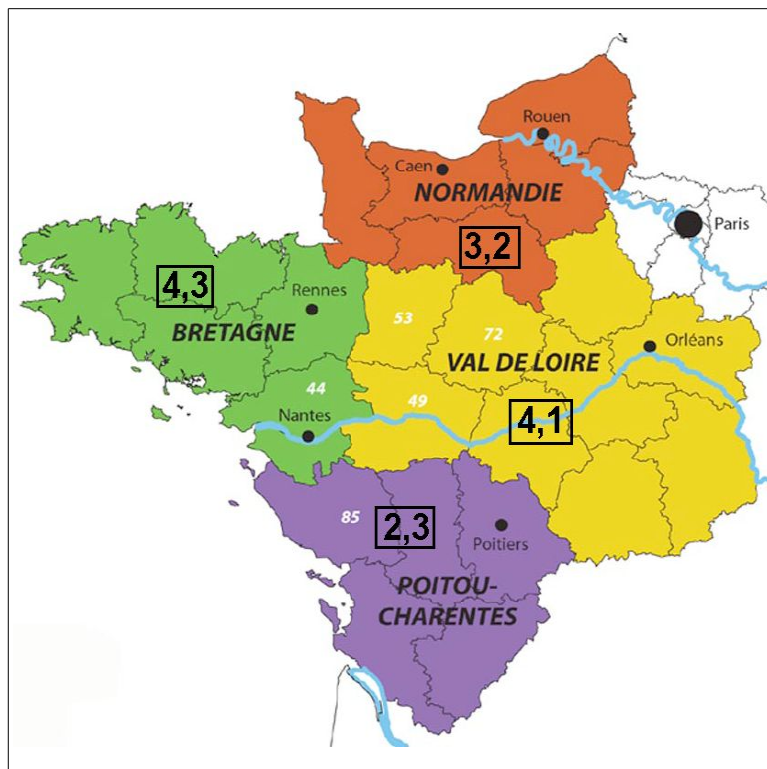 Rouen
Caen
NORMANDIE
Paris
3,2
4,3
Rennes
BRETAGNE
53
72
VAL DE LOIRE
Orléans
44
49
Nantes
4,1
85
2,3
Poitiers
POITOU-
CHARENTES